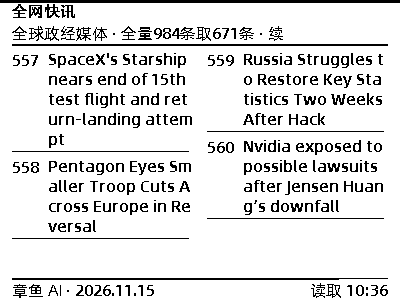 全网快讯
全球政经媒体 · 全量984条取671条 · 续
557 SpaceX's Starship
nears end of 15th
test flight and ret
urn-landing attem
pt
558 Pentagon Eyes Sm
aller Troop Cuts A
cross Europe in Re
versal
559 Russia Struggles t
o Restore Key Sta
tistics Two Weeks
After Hack
560 Nvidia exposed to
possible lawsuits
after Jensen Huan
g’s downfall
章鱼 AI · 2026.11.15
读取 10:36